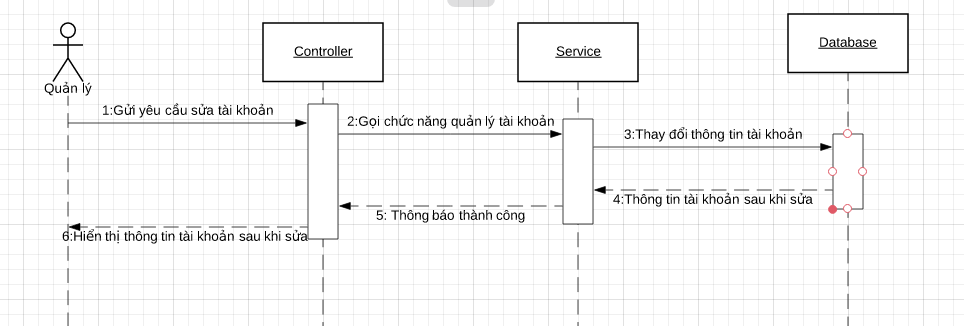 Controller
Service
Database
Quản lý
1:Gửi yêu cầu sửa tài khoản
2:Gọi chức năng quản lý tài khoản
3:Thay đổi thông tin tài khoản
4:Thông tin tài khoản sau khi sửa
5: Thông báo thành công
6:Hiển thị thông tin tài khoản sau khi sửa